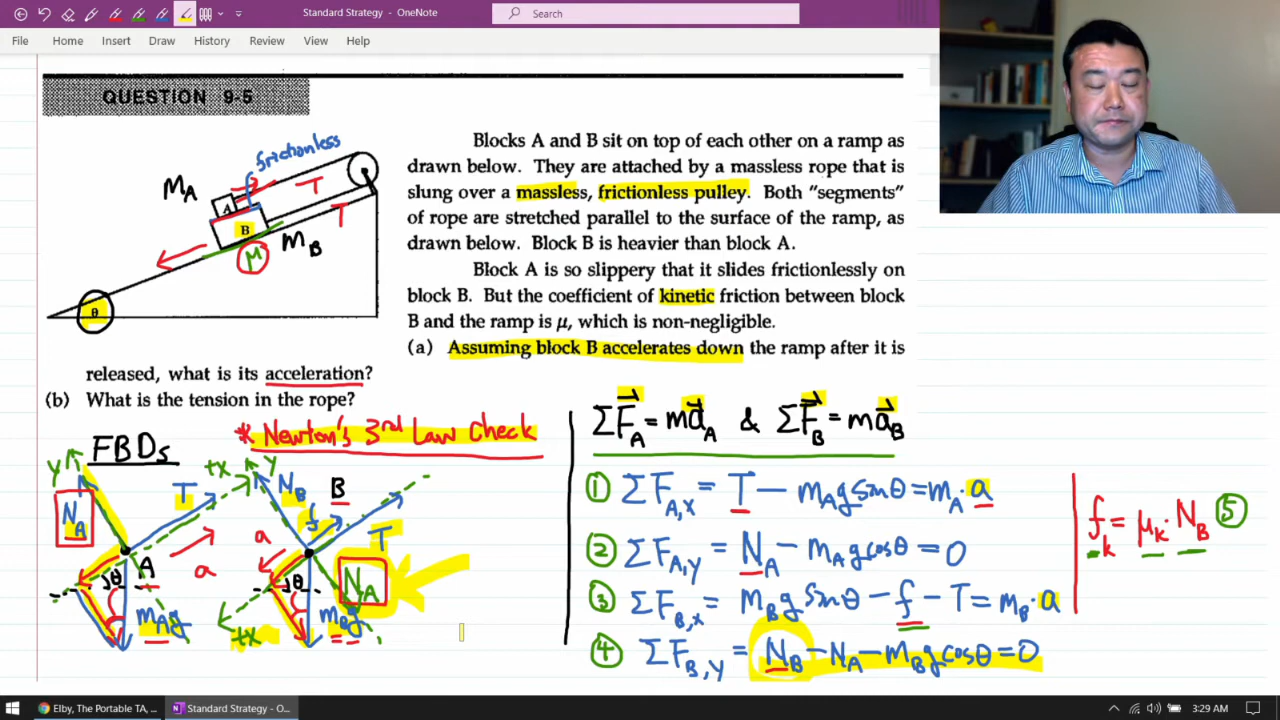 Standard Strategy - OneNote
Search
File Home Insert Draw History Review View Help
QUESTION 9-5
Blocks A and B sit on top of each other on a ramp as
drawn below. They are attached by a massless rope that is
slung over a massless, frictionless pulley. Both "segments"
of rope are stretched parallel to the surface of the ramp, as
drawn below. Block B is heavier than block A.
Block A is so slippery that it slides frictionlessly on
block B. But the coefficient of kinetic friction between block
B and the ramp is μ, which is non-negligible.
(a) Assuming block B accelerates down the ramp after it is
released, what is its acceleration?
(b) What is the tension in the rope?
frictionless
M_A
T
A
T
B
M_B
μ
θ
FBDs
* Newton's 3rd Law Check
y
+x
T
N_A
a
A
θ
m_A g
y
N_B
B
f
T
a
θ
N_A
m_B g
+x
ΣF⃗_A = ma⃗_A & ΣF⃗_B = ma⃗_B
① ΣF_A,x = T - m_A g sinθ = m_A · a
② ΣF_A,y = N_A - m_A g cosθ = 0
③ ΣF_B,x = m_B g sinθ - f - T = m_B · a
④ ΣF_B,y = N_B - N_A - m_B g cosθ = 0
f_k = μ_k · N_B ⑤
Elby, The Portable TA, ...
Standard Strategy - O...
3:29 AM